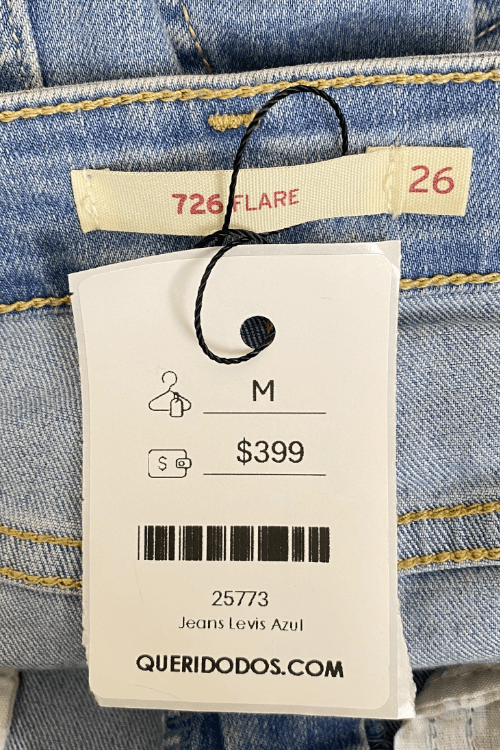 726 FLARE 26
M
$
$399
25773
Jeans Levis Azul
QUERIDODOS.COM